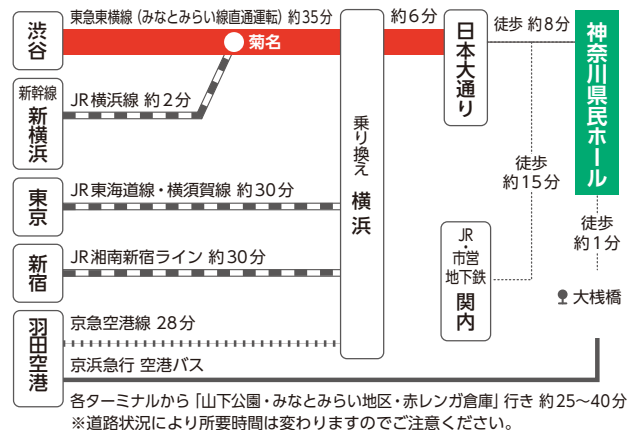 渋谷
東急東横線（みなとみらい線直通運転）約35分
菊名
新幹線
新横浜
JR横浜線 約2分
東京
JR東海道線・横須賀線 約30分
新宿
JR湘南新宿ライン 約30分
羽田空港
京急空港線 28分
京浜急行 空港バス
乗り換え 横浜
約6分
日本大通り
徒歩 約8分
神奈川県民ホール
徒歩
約15分
JR
・
市営
地下鉄
関内
徒歩
約1分
大桟橋
各ターミナルから「山下公園・みなとみらい地区・赤レンガ倉庫」行き 約25～40分
※道路状況により所要時間は変わりますのでご注意ください。